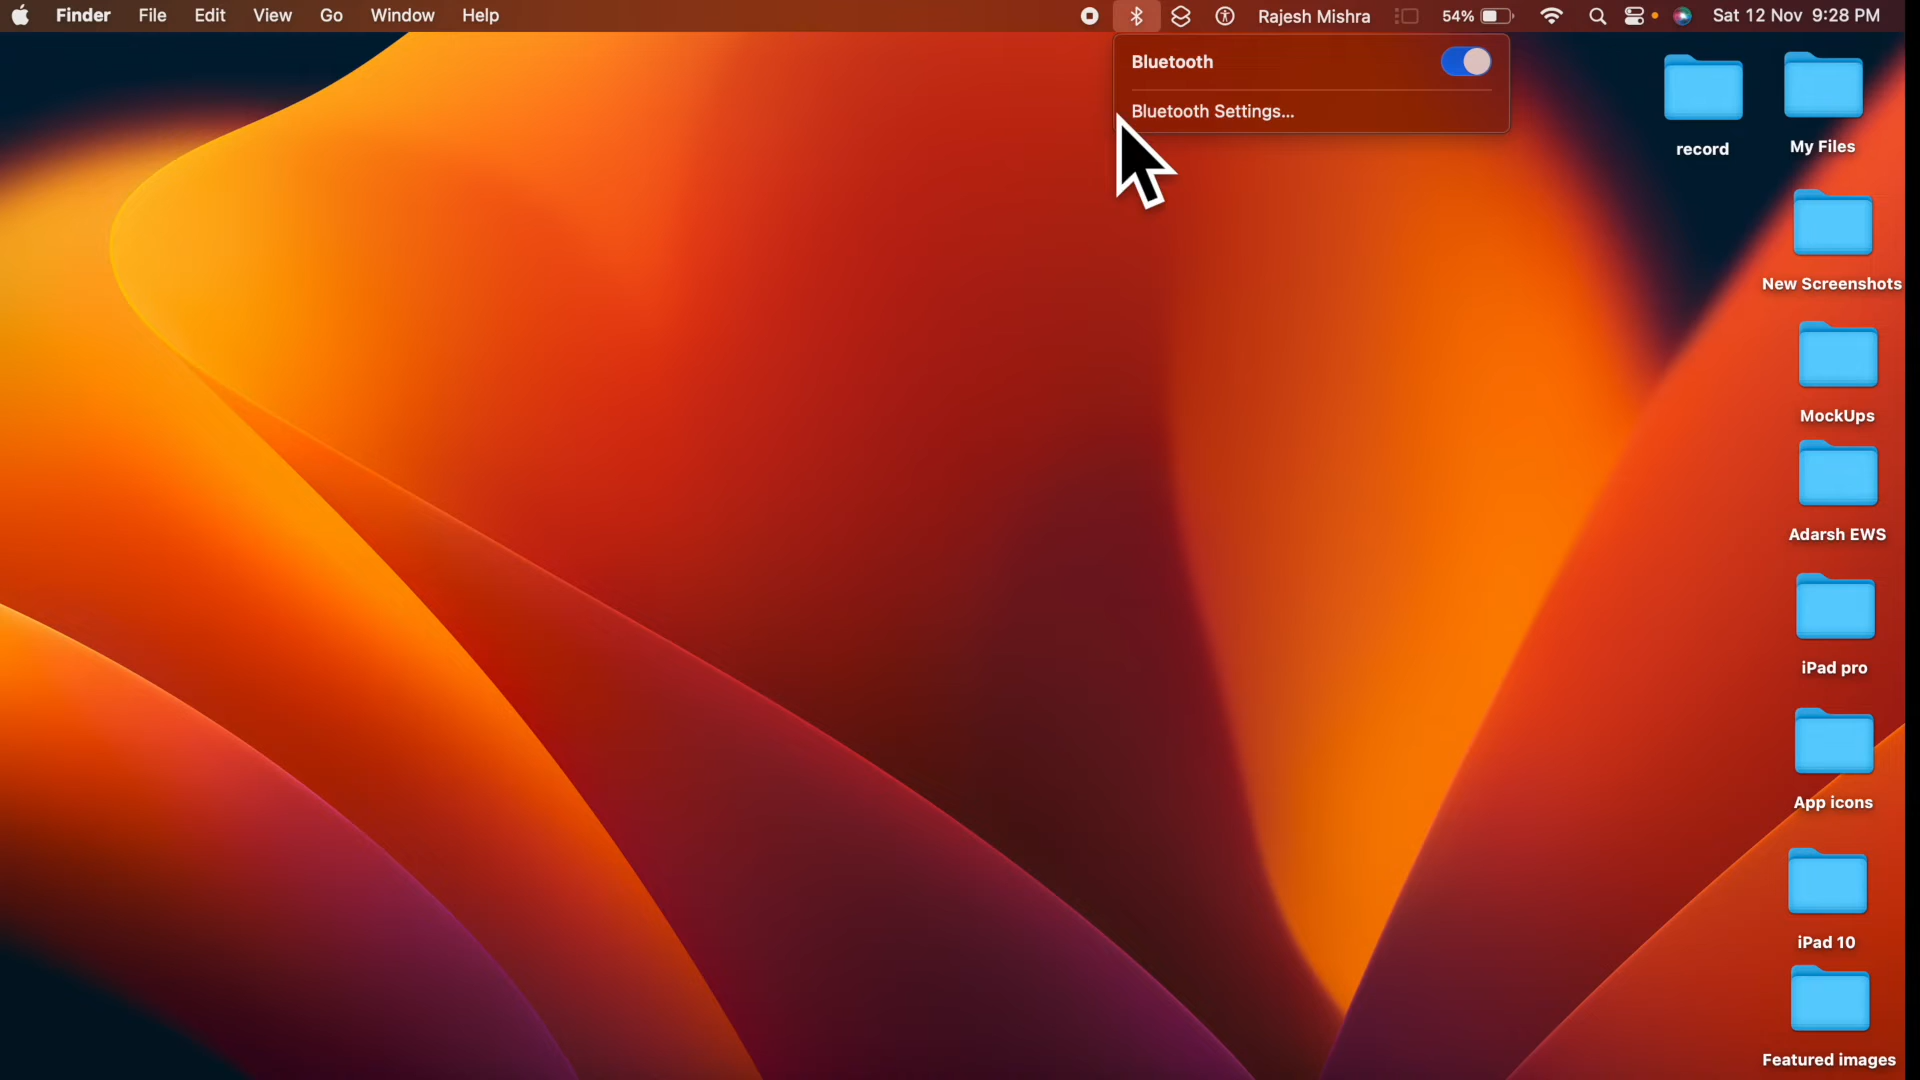 Finder File Edit View Go Window Help Rajesh Mishra 54% Sat 12 Nov 9:28 PM
Bluetooth
Bluetooth Settings...
record
My Files
New Screenshots
MockUps
Adarsh EWS
iPad pro
App icons
iPad 10
Featured images